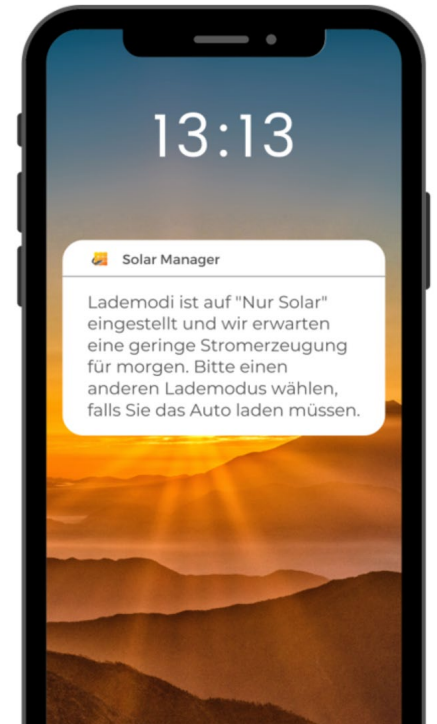 13:13
Solar Manager
Lademodi ist auf "Nur Solar"
eingestellt und wir erwarten
eine geringe Stromerzeugung
für morgen. Bitte einen
anderen Lademodus wählen,
falls Sie das Auto laden müssen.